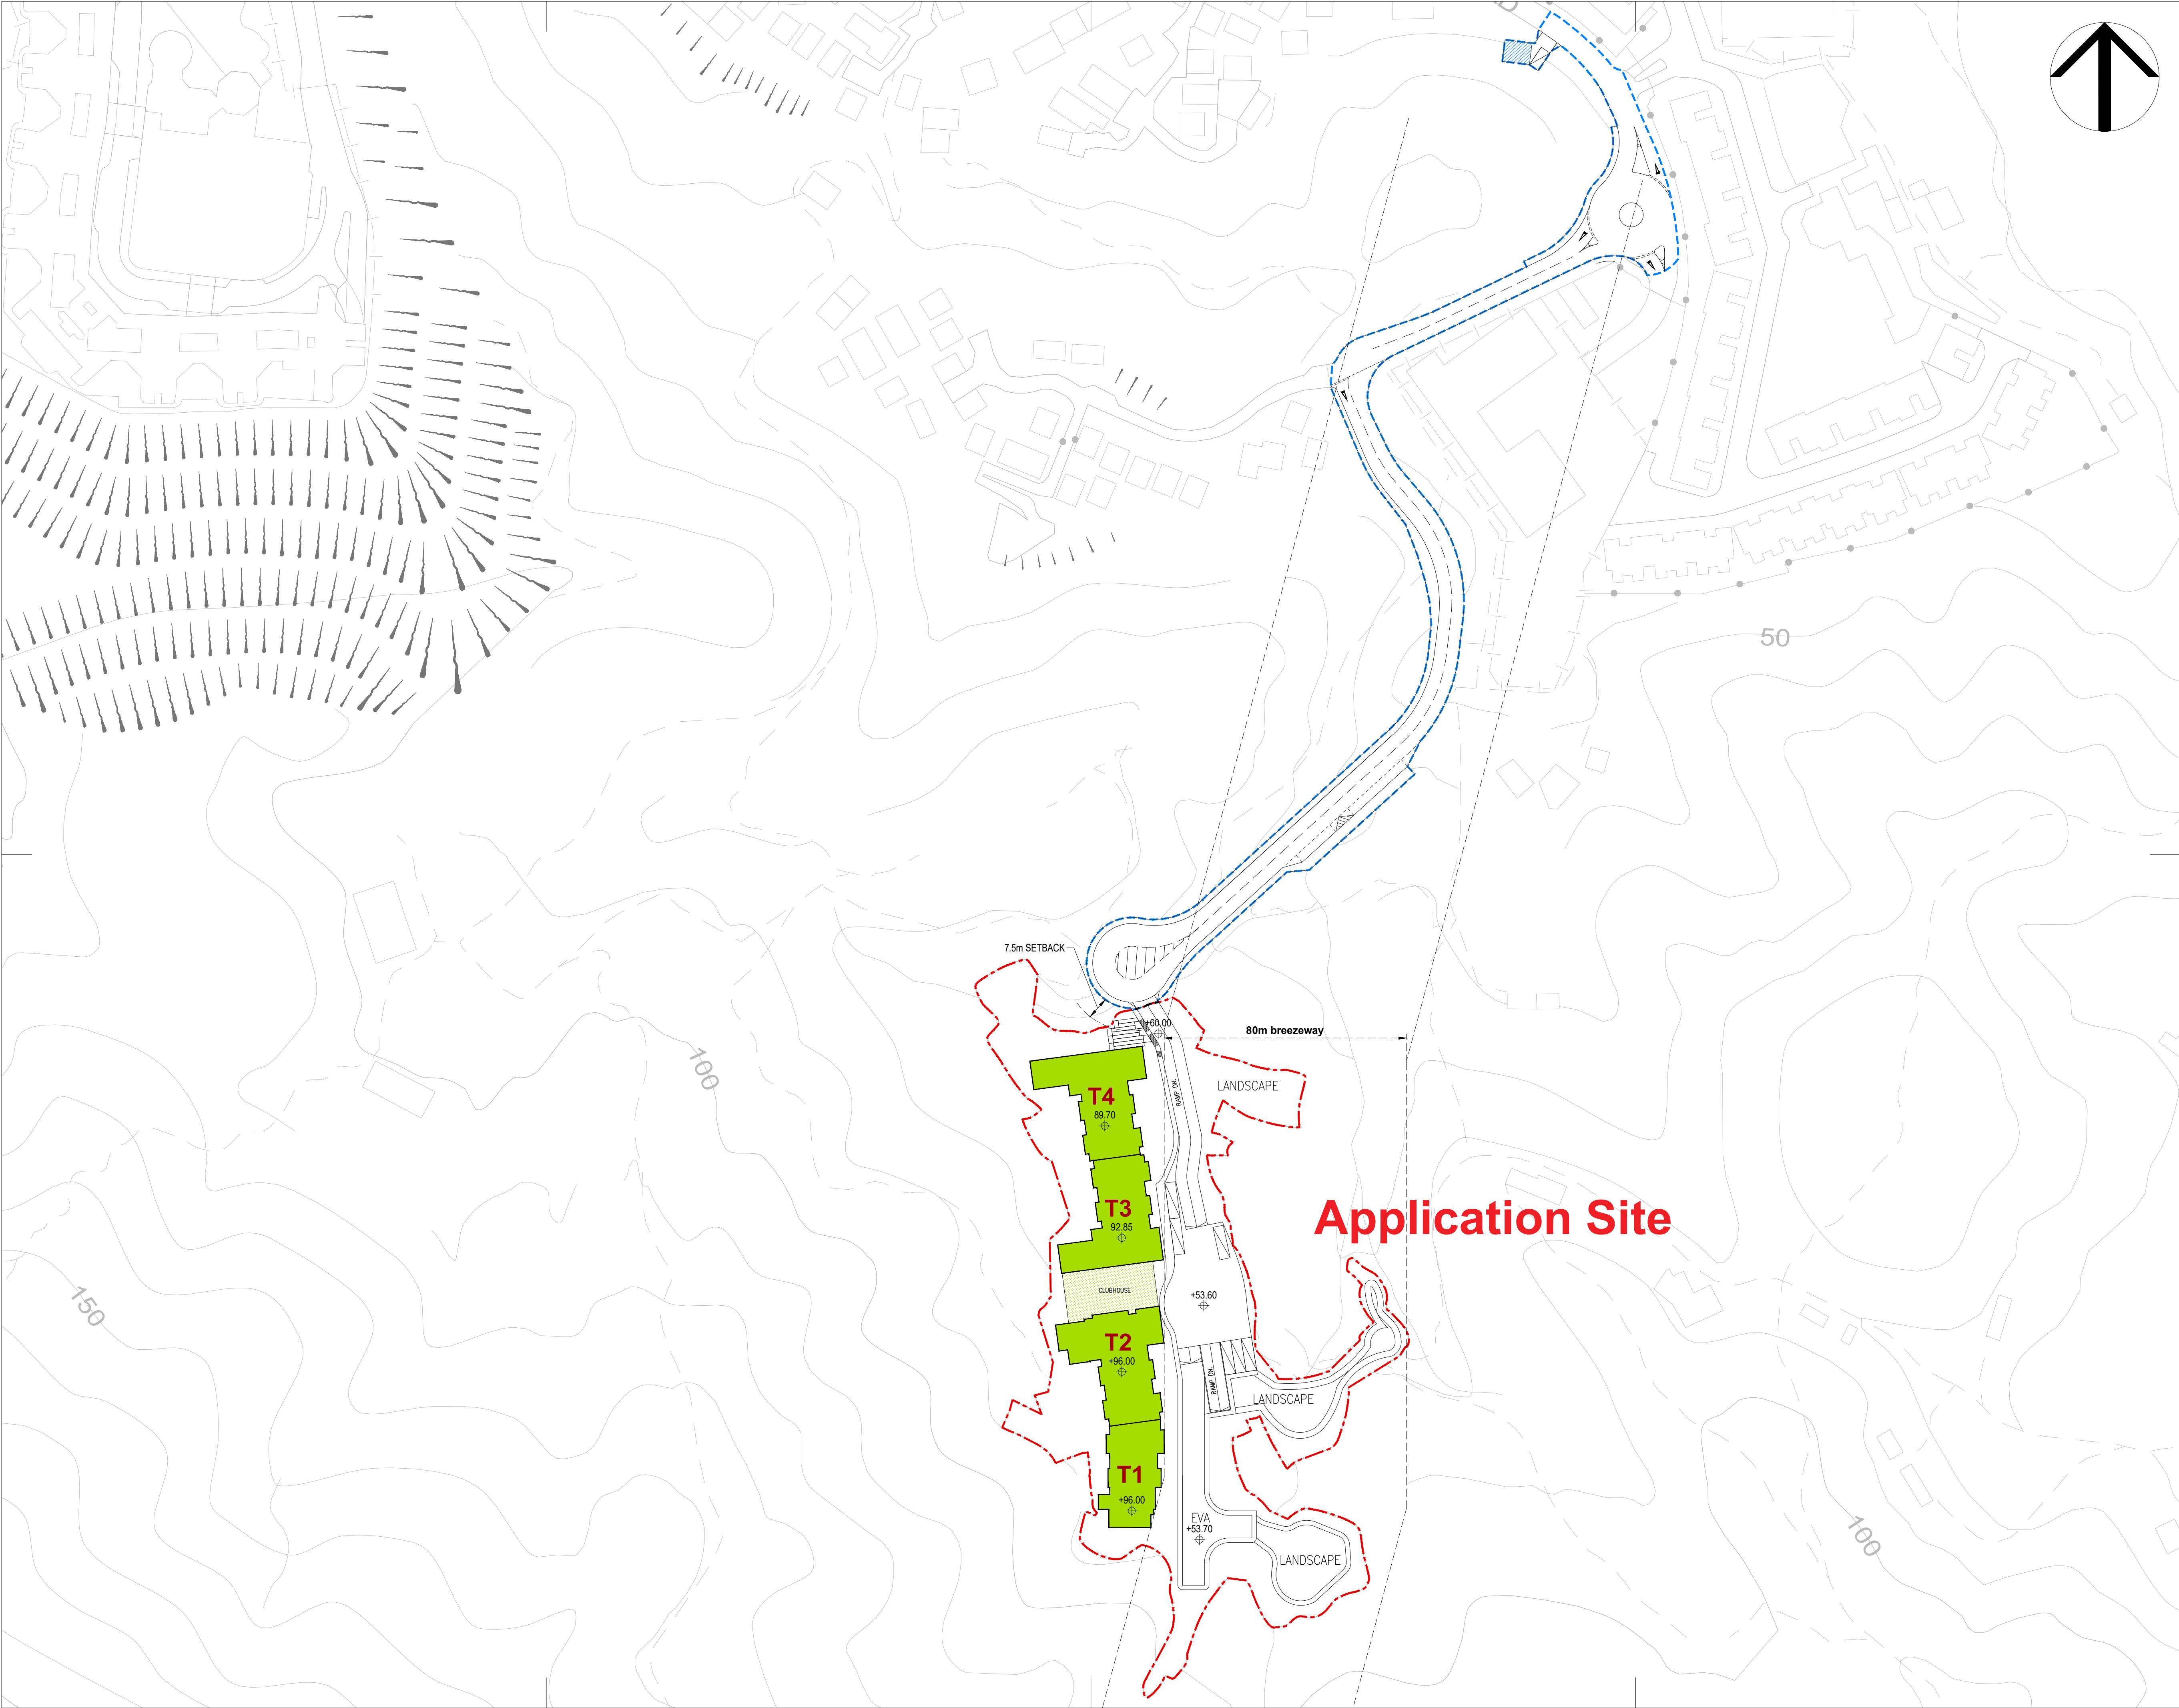 50
7.5m SETBACK
+60.00
80m breezeway
100
T4
89.70
RAMP DN.
LANDSCAPE
T3
92.85
Application Site
CLUBHOUSE
+53.60
150
T2
+96.00
RAMP DN.
LANDSCAPE
T1
+96.00
EVA
+53.70
LANDSCAPE
100